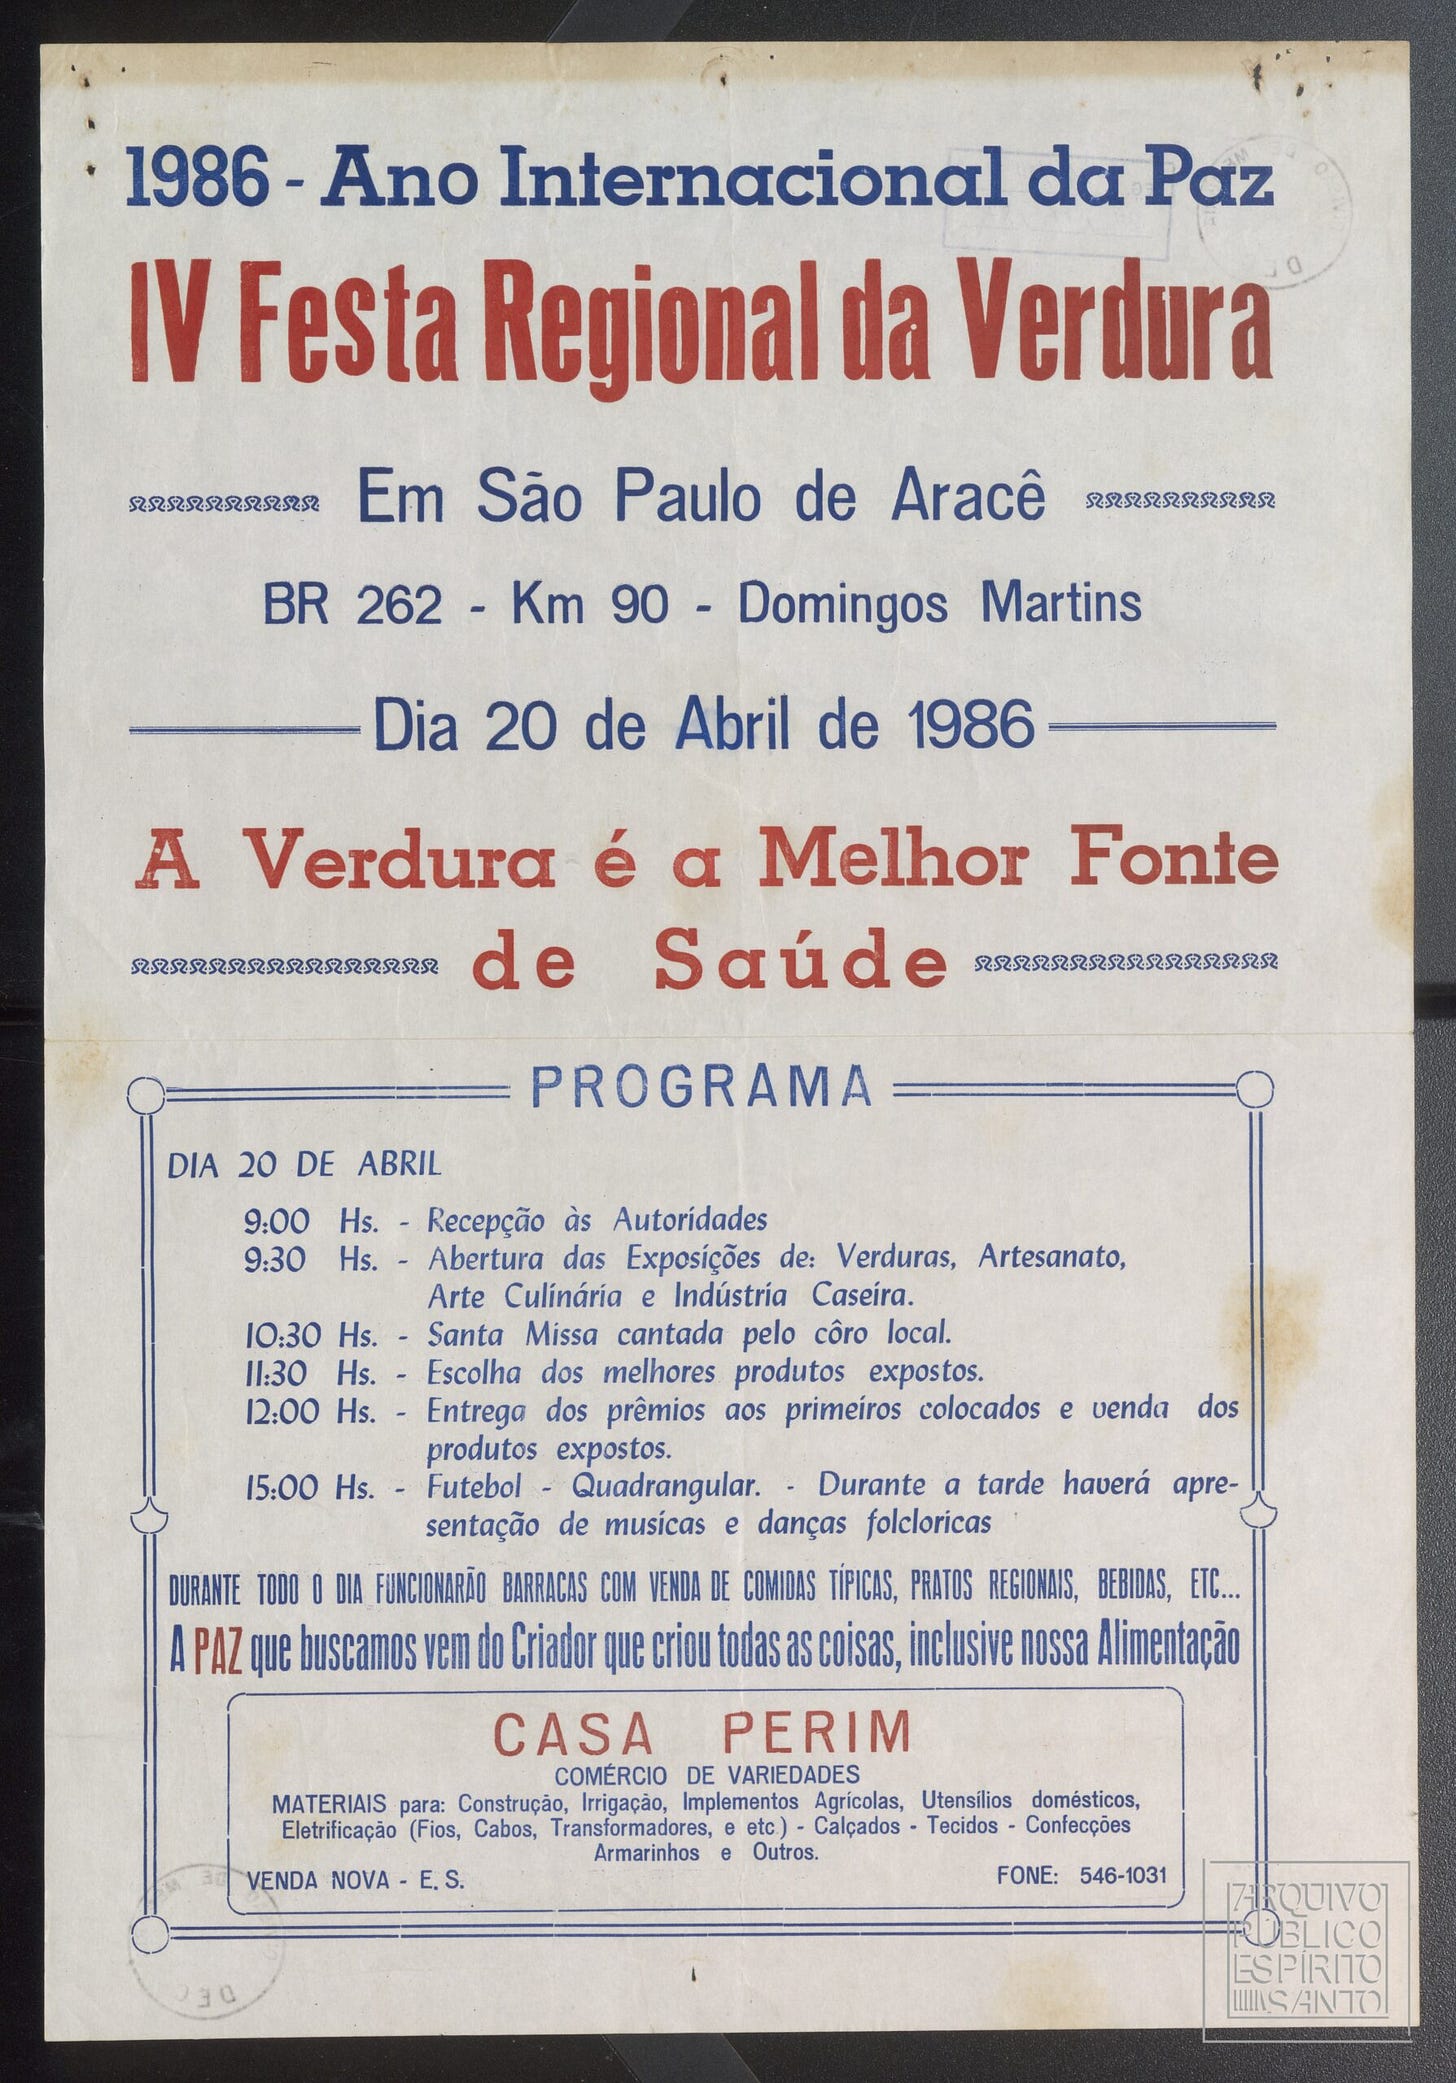 1986 - Ano Internacional da Paz
IV Festa Regional da Verdura
Em São Paulo de Aracê
BR 262 - Km 90 - Domingos Martins
Dia 20 de Abril de 1986
A Verdura é a Melhor Fonte
de Saúde
PROGRAMA
DIA 20 DE ABRIL
9:00 Hs. - Recepção às Autoridades
9:30 Hs. - Abertura das Exposições de: Verduras, Artesanato,
Arte Culinária e Indústria Caseira.
10:30 Hs. - Santa Missa cantada pelo côro local.
11:30 Hs. - Escolha dos melhores produtos expostos.
12:00 Hs. - Entrega dos prêmios aos primeiros colocados e venda dos
produtos expostos.
15:00 Hs. - Futebol - Quadrangular. - Durante a tarde haverá apre-
sentação de musicas e danças folcloricas
DURANTE TODO O DIA FUNCIONARÃO BARRACAS COM VENDA DE COMIDAS TÍPICAS, PRATOS REGIONAIS, BEBIDAS, ETC...
A PAZ que buscamos vem do Criador que criou todas as coisas, inclusive nossa Alimentação
CASA PERIM
COMÉRCIO DE VARIEDADES
MATERIAIS para: Construção, Irrigação, Implementos Agrícolas, Utensílios domésticos,
Eletrificação (Fios, Cabos, Transformadores, e etc.) - Calçados - Tecidos - Confecções
Armarinhos e Outros.
VENDA NOVA - E. S. FONE: 546-1031
ARQUIVO
PÚBLICO
ESPÍRITO
SANTO